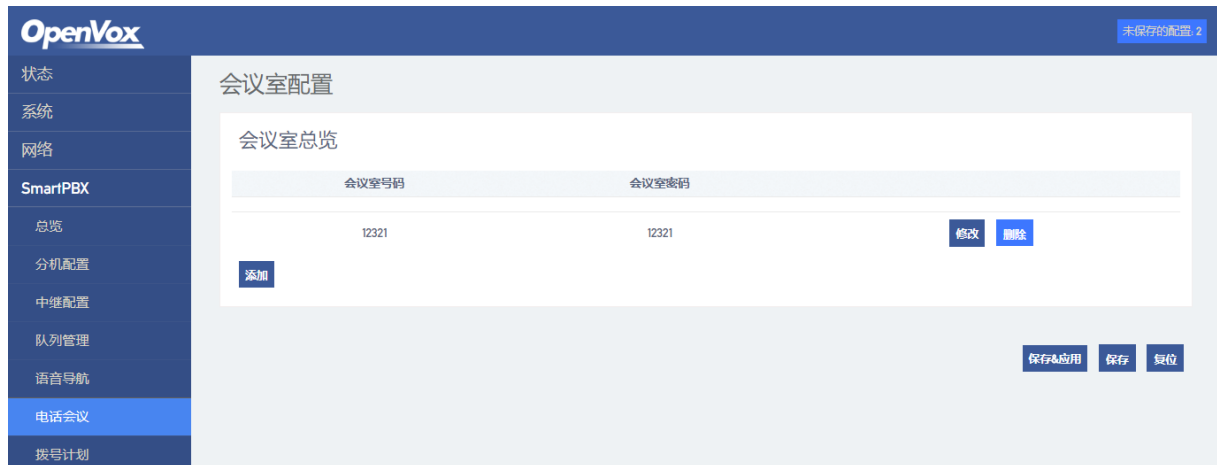 OpenVox
未保存的配置: 2
状态
系统
网络
SmartPBX
总览
分机配置
中继配置
队列管理
语音导航
电话会议
拨号计划
会议室配置
会议室总览
会议室号码 会议室密码
12321 12321 修改 删除
添加
保存&应用 保存 复位